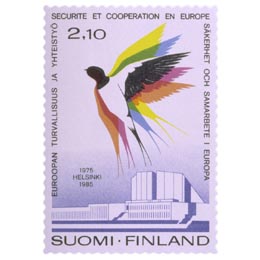 SECURITE ET COOPERATION EN EUROPE
EUROOPAN TURVALLISUUS JA YHTEISTYÖ
SÄKERHET OCH SAMARBETE I EUROPA
2,10
1975
HELSINKI
1985
SUOMI·FINLAND